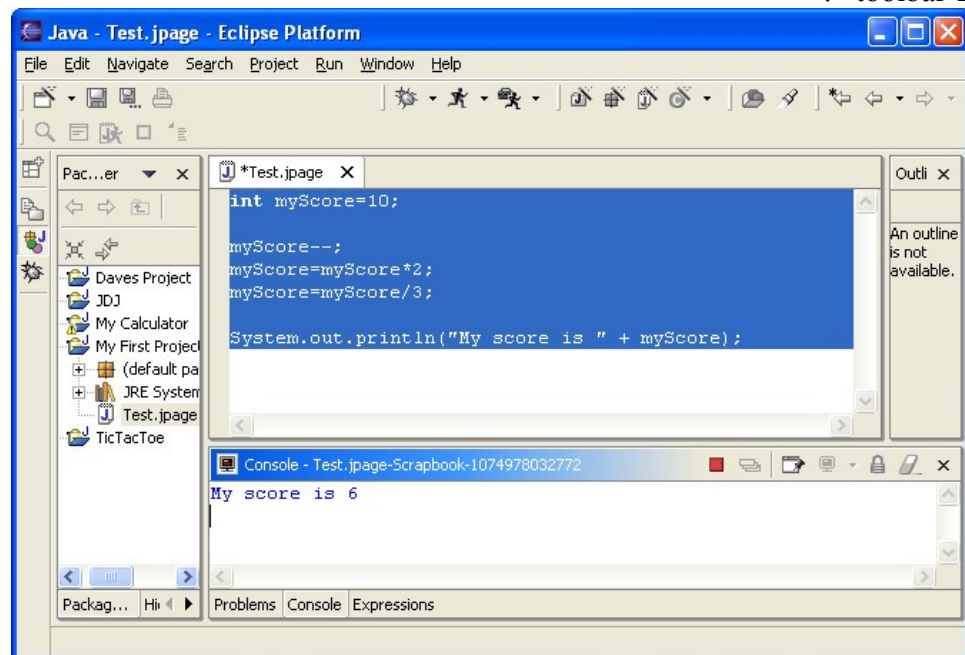 Java - Test.jpage - Eclipse Platform
File Edit Navigate Search Project Run Window Help
Pac...er
*Test.jpage
Outli
int myScore=10;
myScore--;
myScore=myScore*2;
myScore=myScore/3;
System.out.println("My score is " + myScore);
An outline
is not
available.
Daves Project
JDJ
My Calculator
My First Project
(default pa
JRE System
Test.jpage
TicTacToe
Console - Test.jpage-Scrapbook-1074978032772
My score is 6
Packag... Hi
Problems Console Expressions